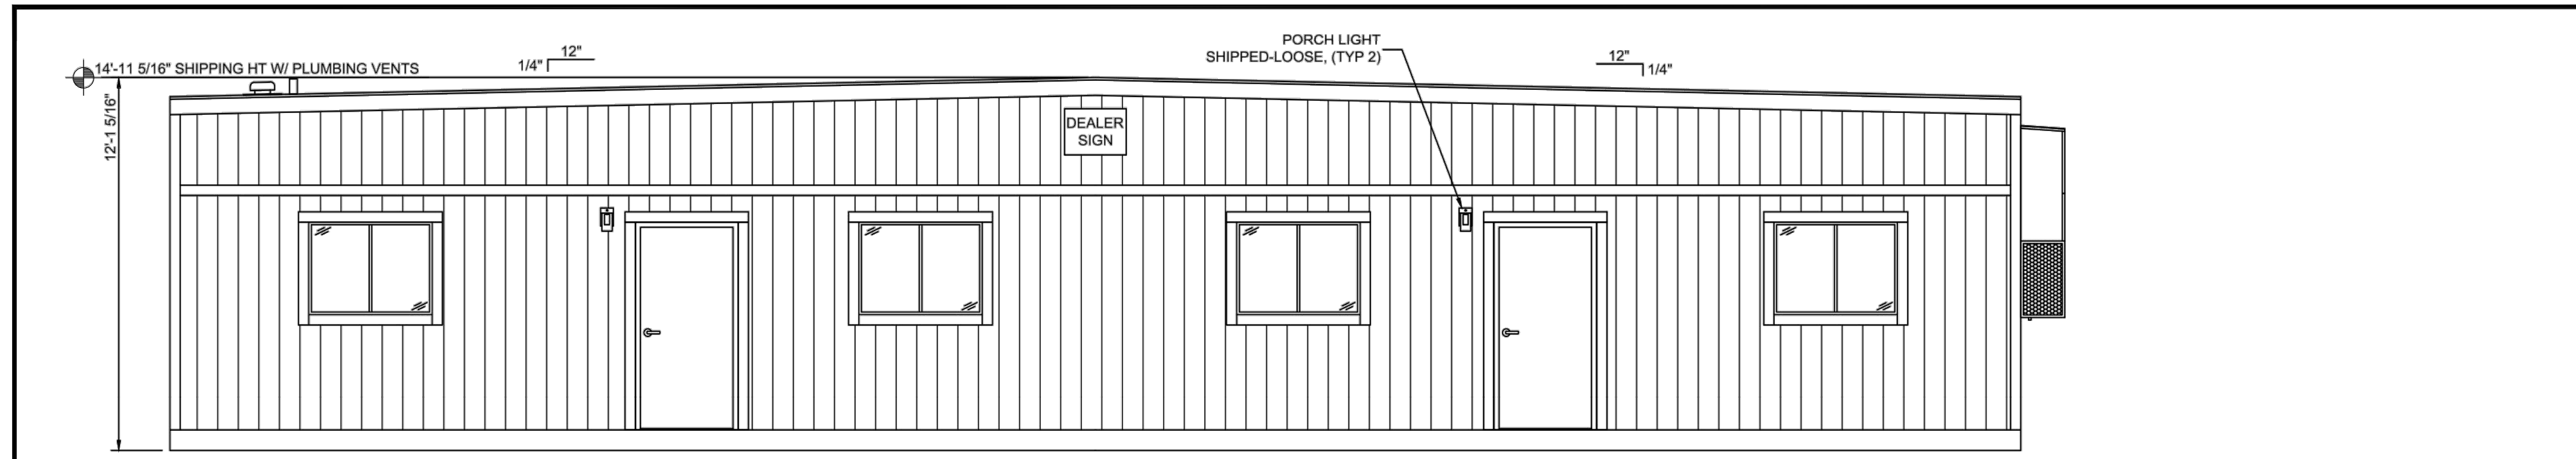 PORCH LIGHT
SHIPPED-LOOSE, (TYP 2)
14'-11 5/16" SHIPPING HT W/ PLUMBING VENTS
12"
1/4"
12"
1/4"
12'-1 5/16"
DEALER
SIGN